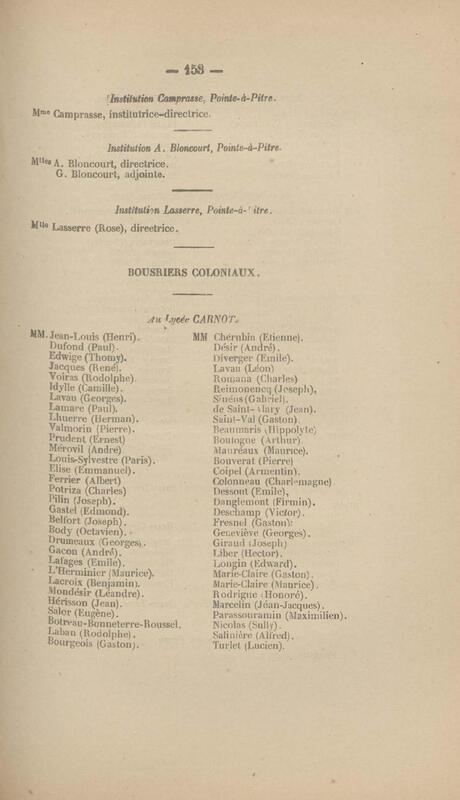 — 153 —
Institution Camprasse, Pointe-à-Pitre.
Mme Camprasse, institutrice-directrice.
Institution A. Bloncourt, Pointe-à-Pitre.
Mlles A. Bloncourt, directrice.
G. Bloncourt, adjointe.
Institution Lasserre, Pointe-à-Pitre.
Mlle Lasserre (Rose), directrice.
BOUSRIERS COLONIAUX.
Au Lycée CARNOT.
MM. Jean-Louis (Henri).
Dufond (Paul).
Edwige (Thomy).
Jacques (René).
Voiras (Rodolphe)
Idylle (Camille).
Lavau (Georges).
Lamare (Paul).
Lhuerre (Herman).
Valmorin (Pierre).
Prudent (Ernest)
Mérovil (André)
Louis-Sylvestre (Paris).
Elise (Emmanuel).
Ferrier (Albert)
Potriza (Charles)
Pilin (Joseph).
Gastel (Edmond).
Belfort (Joseph).
Body (Octavien).
Drumeaux (Georges).
Gacon (André).
Lafages (Emile).
L'Herminier (Maurice).
Lacroix (Benjamin).
Mondésir (Léandre).
Hérisson (Jean).
Salor (Eugène).
Botreau-Bonneterre-Roussel.
Laban (Rodolphe).
Bourgeois (Gaston).
MM Chérubin (Etienne).
Désir (André).
Diverger (Emile).
Lavau (Léon)
Romana (Charles)
Reimonencq (Joseph),
Sinéus (Gabriel).
de Saint-Mary (Jean).
Saint-Val (Gaston).
Beaumaris (Hippolyte)
Boulogne (Arthur)
Mauréaux (Maurice).
Bouverat (Pierre)
Coipel (Armentin).
Colonneau (Charlemagne)
Dessout (Emile),
Danglemont (Firmin).
Deschamp (Victor).
Fresnel (Gaston).
Geneviève (Georges).
Giraud (Joseph)
Liber (Hector).
Longin (Edward).
Marie-Claire (Gaston).
Marie-Claire (Maurice).
Rodrigue (Honoré).
Marcelin (Jéan-Jacques).
Parassouramin (Maximilien).
Nicolas (Sully).
Salinière (Alfred).
Turlet (Lucien).